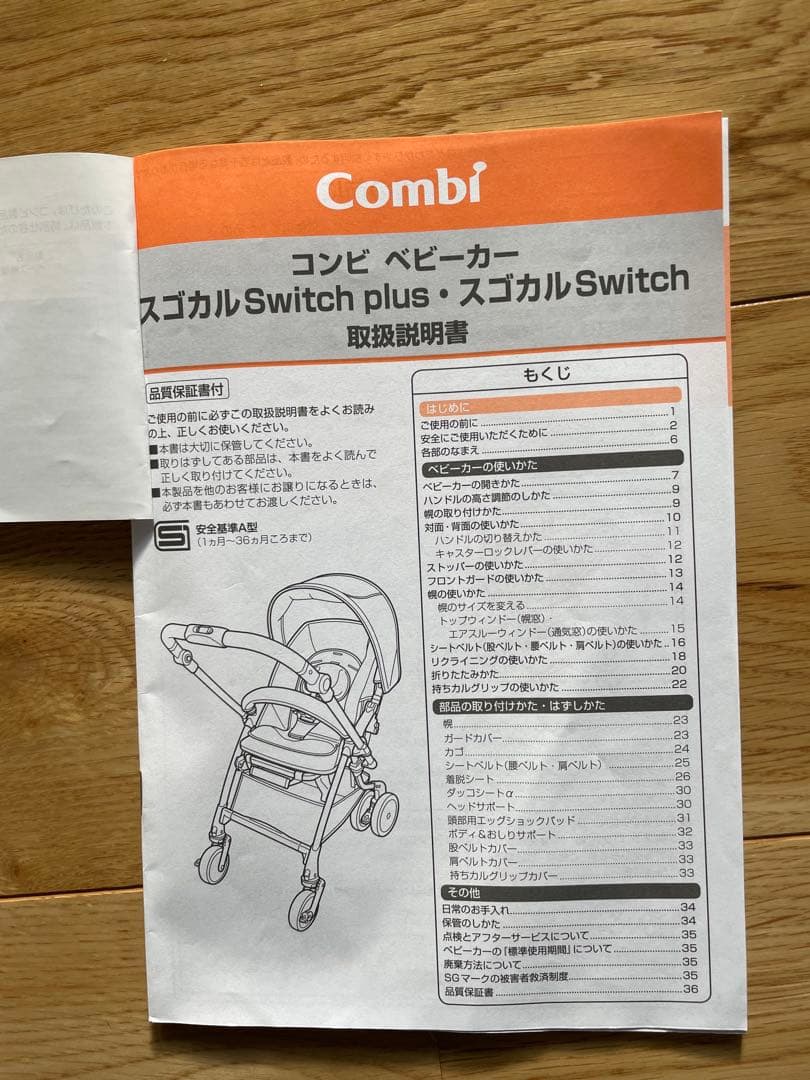 Combi
コンビ ベビーカー
スゴカルSwitch plus・スゴカルSwitch
取扱説明書
品質保証書付
ご使用の前に必ずこの取扱説明書をよくお読み
の上、正しくお使いください。
■本書は大切に保管してください。
■取りはずしてある部品は、本書をよく読んで
正しく取り付けてください。
■本製品を他のお客様にお譲りになるときは、
必ず本書もあわせてお渡しください。
安全基準A型
（1ヵ月〜36ヵ月ころまで）
もくじ
はじめに
ご使用の前に 1
安全にご使用いただくために 2
各部のなまえ 6
ベビーカーの使いかた
ベビーカーの開きかた 7
ハンドルの高さ調節のしかた 9
幌の取り付けかた 9
対面・背面の使いかた 10
ハンドルの切り替えかた 11
キャスターロックレバーの使いかた 12
ストッパーの使いかた 12
フロントガードの使いかた 13
幌の使いかた 14
幌のサイズを変える 14
トップウィンドー（幌窓）・
エアスルーウィンドー（通気窓）の使いかた 15
シートベルト（股ベルト・腰ベルト・肩ベルト）の使いかた 16
リクライニングの使いかた 18
折りたたみかた 20
持ちカルグリップの使いかた 22
部品の取り付けかた・はずしかた
幌 23
ガードカバー 23
カゴ 24
シートベルト（腰ベルト・肩ベルト） 25
着脱シート 26
ダッコシートα 30
ヘッドサポート 30
頭部用エッグショックパッド 31
ボディ＆おしりサポート 32
股ベルトカバー 33
肩ベルトカバー 33
持ちカルグリップカバー 33
その他
日常のお手入れ 34
保管のしかた 34
点検とアフターサービスについて 35
ベビーカーの「標準使用期間」について 35
廃棄方法について 35
SGマークの被害者救済制度 35
品質保証書 36